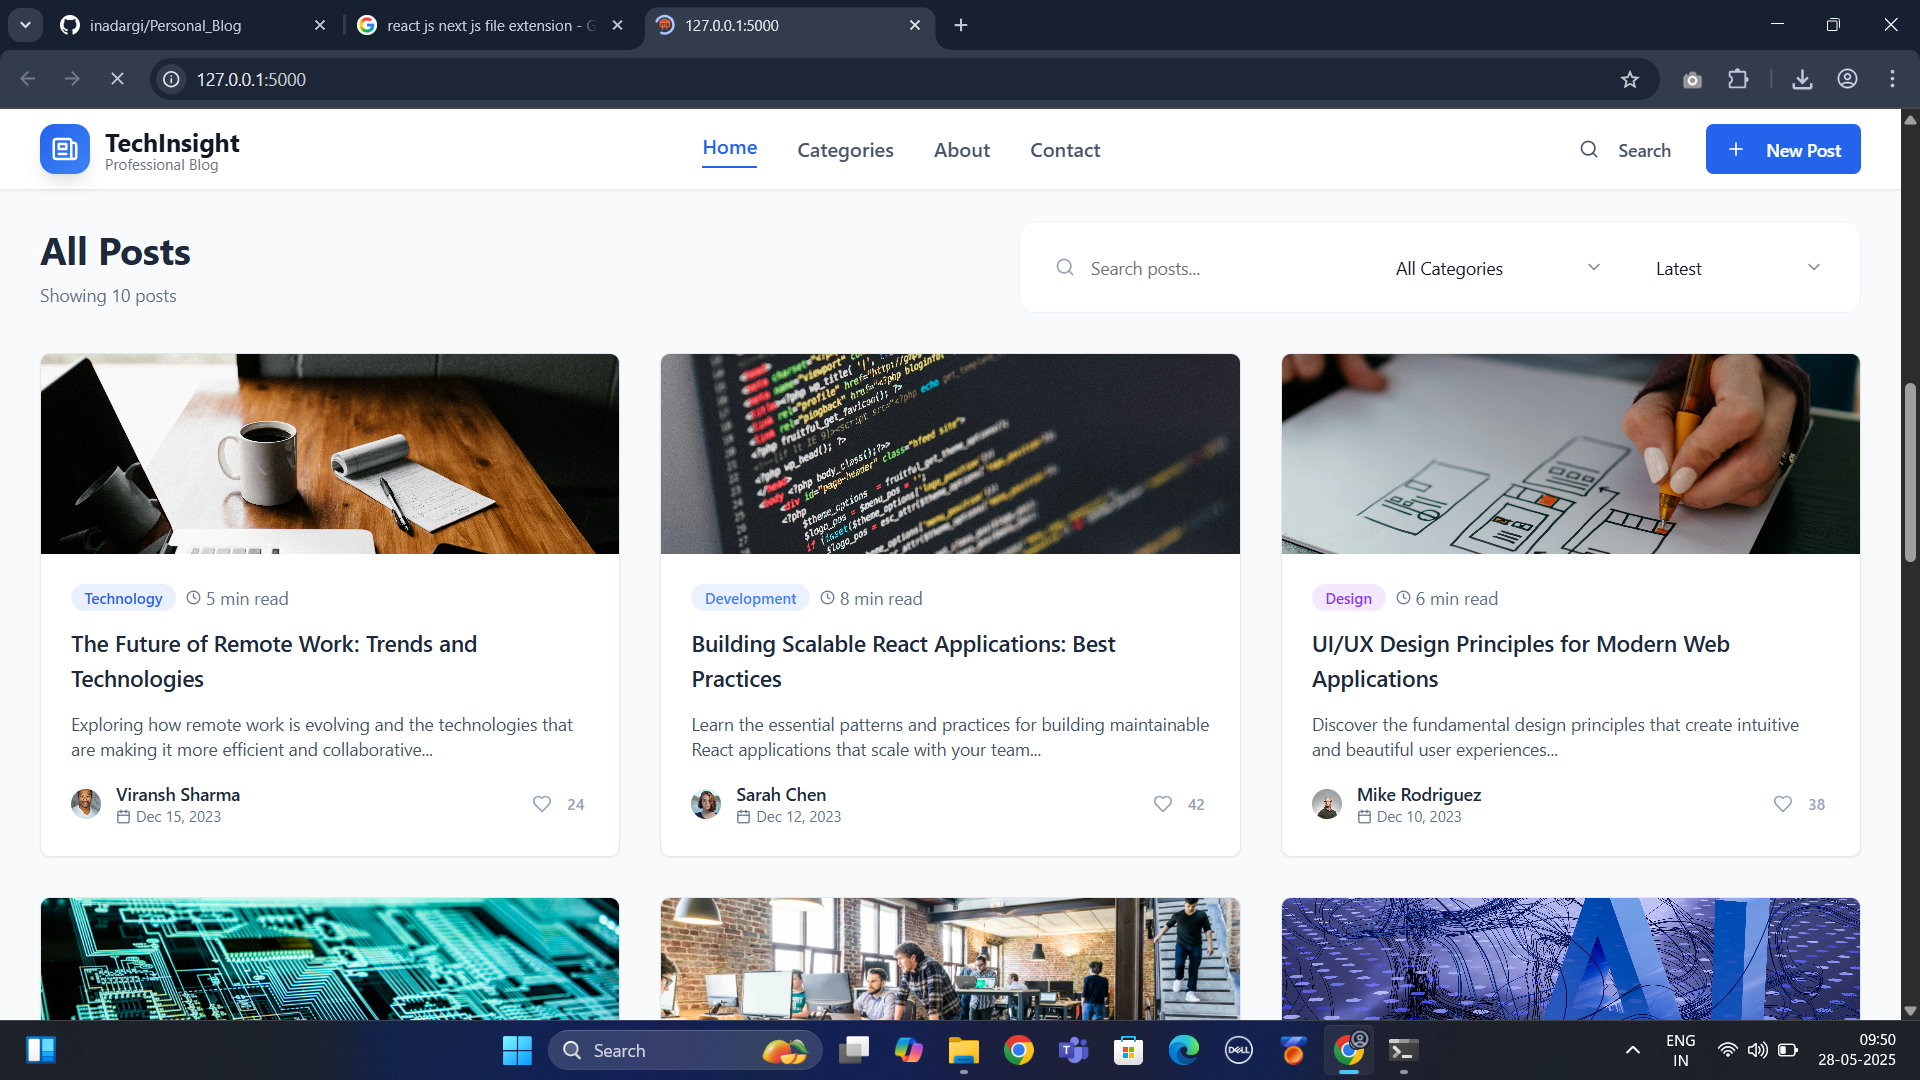 inadargi/Personal_Blog
react js next js file extension - G
127.0.0.1:5000
127.0.0.1:5000
TechInsight
Professional Blog
Home
Categories
About
Contact
Search
+ New Post
All Posts
Showing 10 posts
Search posts...
All Categories
Latest
Technology
5 min read
The Future of Remote Work: Trends and
Technologies
Exploring how remote work is evolving and the technologies that
are making it more efficient and collaborative...
Viransh Sharma
Dec 15, 2023
24
Development
8 min read
Building Scalable React Applications: Best
Practices
Learn the essential patterns and practices for building maintainable
React applications that scale with your team...
Sarah Chen
Dec 12, 2023
42
Design
6 min read
UI/UX Design Principles for Modern Web
Applications
Discover the fundamental design principles that create intuitive
and beautiful user experiences...
Mike Rodriguez
Dec 10, 2023
38
AI
Search
DELL
ENG
IN
09:50
28-05-2025